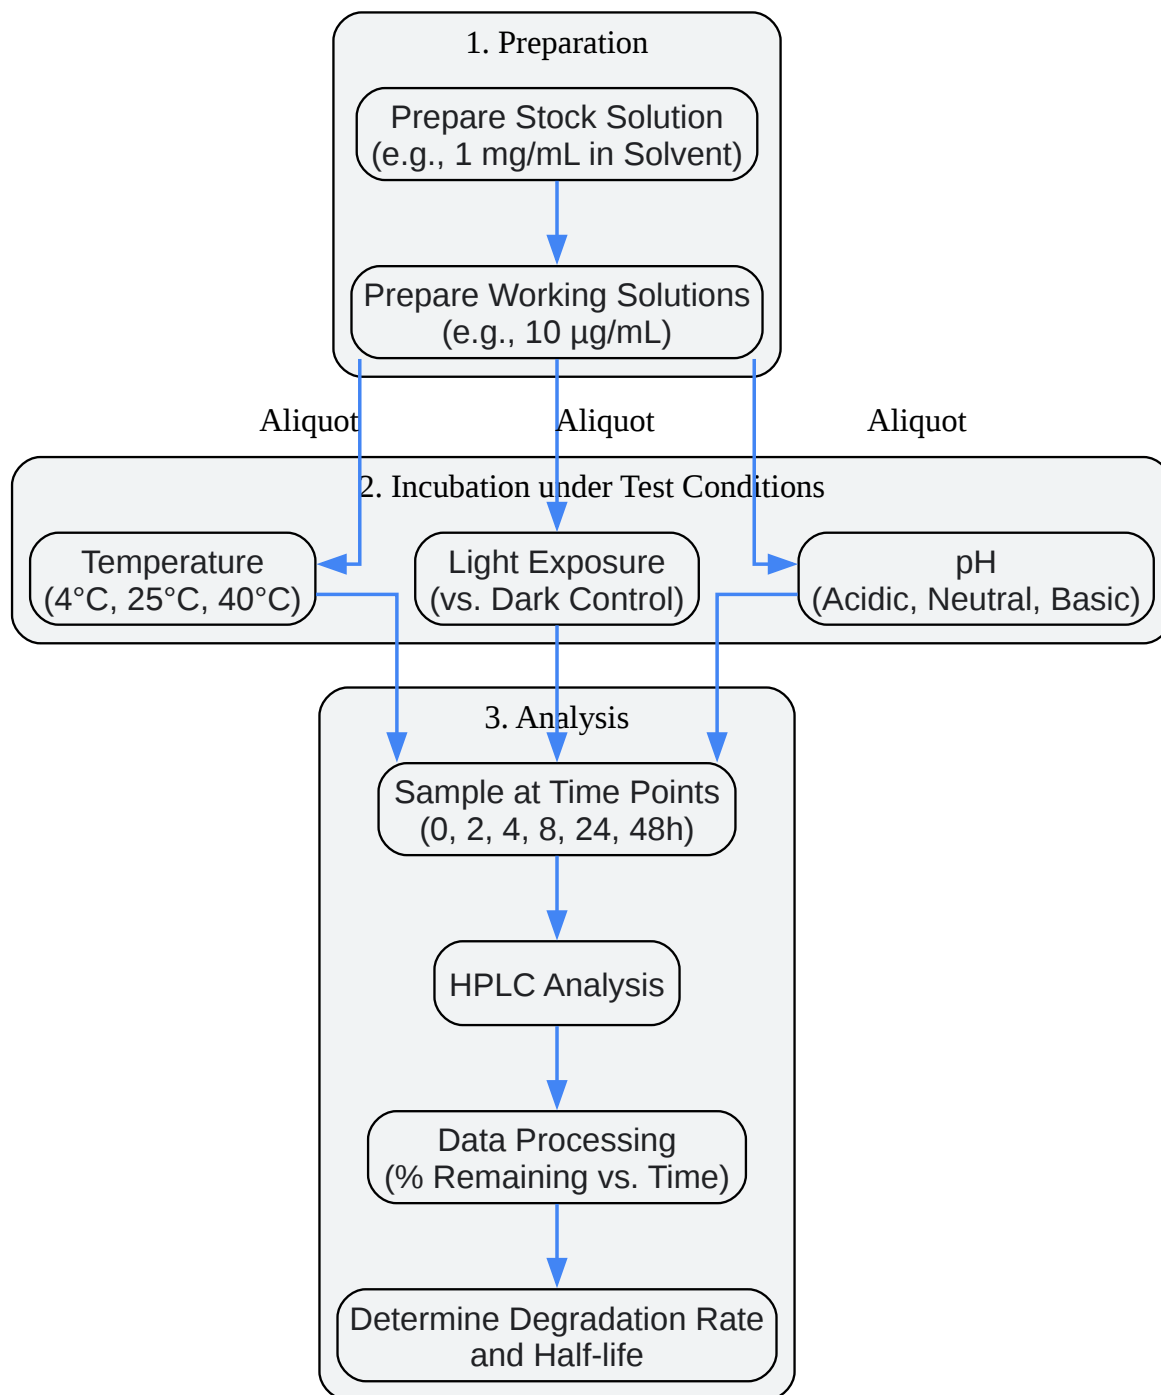 1. Preparation
Prepare Stock Solution
(e.g., 1 mg/mL in Solvent)
Prepare Working Solutions
(e.g., 10 µg/mL)
Aliquot
Aliquot
Aliquot
2. Incubation under Test Conditions
Temperature
(4°C, 25°C, 40°C)
Light Exposure
(vs. Dark Control)
pH
(Acidic, Neutral, Basic)
3. Analysis
Sample at Time Points
(0, 2, 4, 8, 24, 48h)
HPLC Analysis
Data Processing
(% Remaining vs. Time)
Determine Degradation Rate
and Half-life